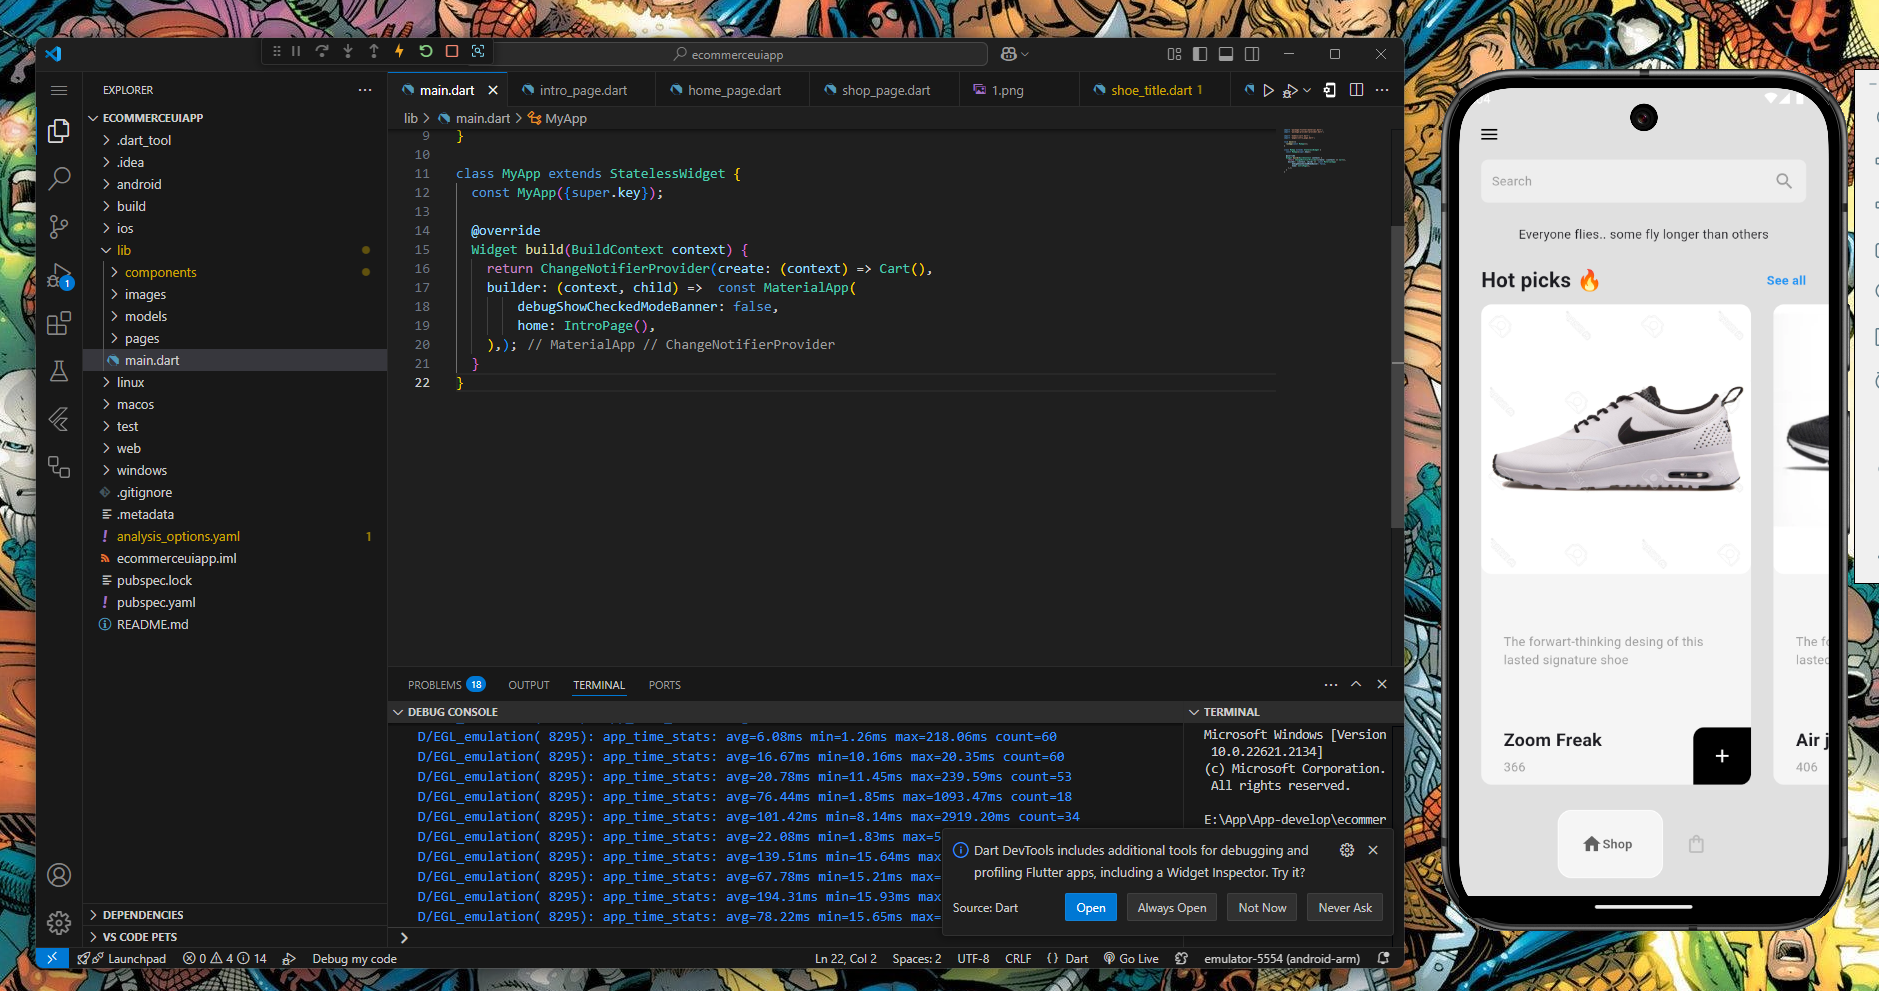 ecommerceuiapp
EXPLORER
ECOMMERCEUIAPP
.dart_tool
.idea
android
build
ios
lib
components
images
models
pages
main.dart
linux
macos
test
web
windows
.gitignore
.metadata
analysis_options.yaml 1
ecommerceuiapp.iml
pubspec.lock
pubspec.yaml
README.md
DEPENDENCIES
VS CODE PETS
1
main.dart
intro_page.dart
home_page.dart
shop_page.dart
1.png
shoe_title.dart 1
lib > main.dart > MyApp
9 }
10
11 class MyApp extends StatelessWidget {
12 const MyApp({super.key});
13
14 @override
15 Widget build(BuildContext context) {
16 return ChangeNotifierProvider(create: (context) => Cart(),
17 builder: (context, child) => const MaterialApp(
18 debugShowCheckedModeBanner: false,
19 home: IntroPage(),
20 ),); // MaterialApp // ChangeNotifierProvider
21 }
22 }
PROBLEMS 18 OUTPUT TERMINAL PORTS
DEBUG CONSOLE
D/EGL_emulation( 8295): app_time_stats: avg=6.08ms min=1.26ms max=218.06ms count=60
D/EGL_emulation( 8295): app_time_stats: avg=16.67ms min=10.16ms max=20.35ms count=60
D/EGL_emulation( 8295): app_time_stats: avg=20.78ms min=11.45ms max=239.59ms count=53
D/EGL_emulation( 8295): app_time_stats: avg=76.44ms min=1.85ms max=1093.47ms count=18
D/EGL_emulation( 8295): app_time_stats: avg=101.42ms min=8.14ms max=2919.20ms count=34
D/EGL_emulation( 8295): app_time_stats: avg=22.08ms min=1.83ms max=5
D/EGL_emulation( 8295): app_time_stats: avg=139.51ms min=15.64ms max
D/EGL_emulation( 8295): app_time_stats: avg=67.78ms min=15.21ms max=
D/EGL_emulation( 8295): app_time_stats: avg=194.31ms min=15.93ms max
D/EGL_emulation( 8295): app_time_stats: avg=78.22ms min=15.65ms max=
TERMINAL
Microsoft Windows [Version
10.0.22621.2134]
(c) Microsoft Corporation.
All rights reserved.
E:\App\App-develop\ecommer
Dart DevTools includes additional tools for debugging and
profiling Flutter apps, including a Widget Inspector. Try it?
Source: Dart
Open
Always Open
Not Now
Never Ask
Launchpad 0 4 14 Debug my code
Ln 22, Col 2 Spaces: 2 UTF-8 CRLF {} Dart Go Live emulator-5554 (android-arm)
Search
Everyone flies.. some fly longer than others
Hot picks 🔥 See all
The forwart-thinking desing of this
lasted signature shoe
Zoom Freak
366
+
The fo
lasted
Air j
406
Shop